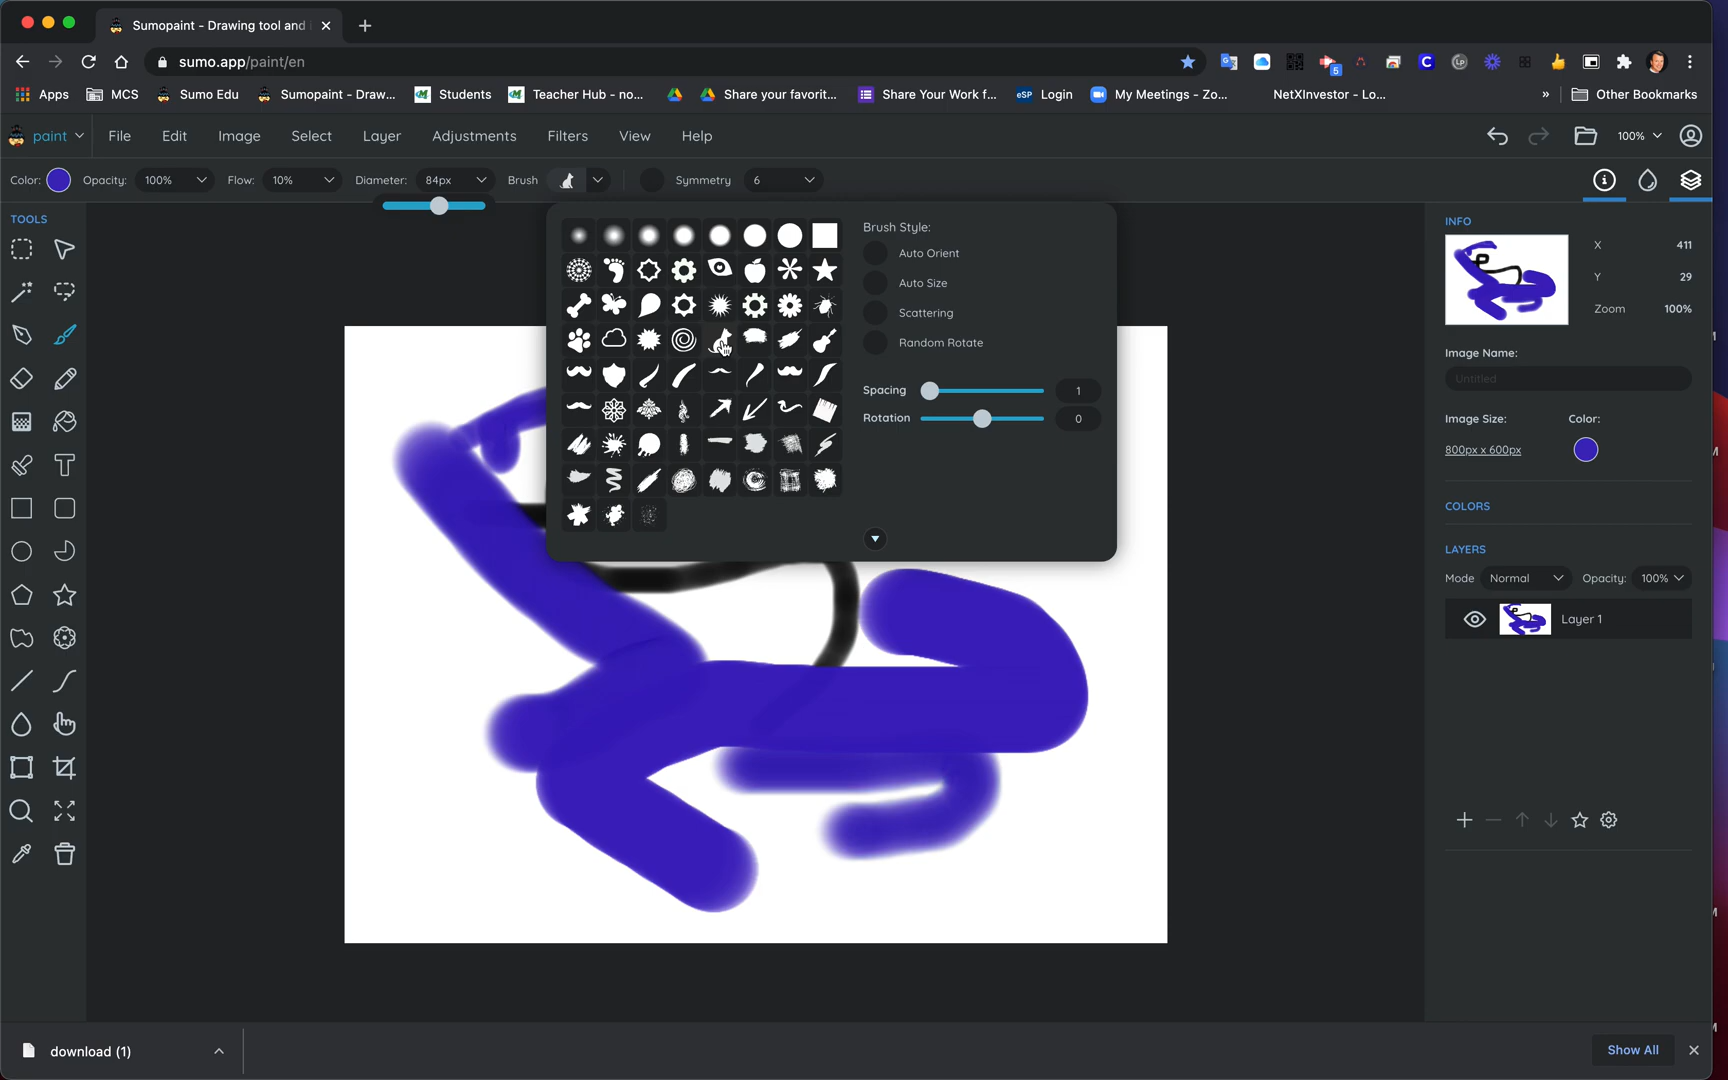 Sumopaint - Drawing tool and
sumo.app/paint/en
5
Apps MCS Sumo Edu Sumopaint - Draw... Students Teacher Hub - no... Share your favorit... Share Your Work f... eSP Login My Meetings - Zo... NetXInvestor - Lo... » Other Bookmarks
paint File Edit Image Select Layer Adjustments Filters View Help 100%
Color: Opacity: 100% Flow: 10% Diameter: 84px Brush Symmetry 6
TOOLS
Brush Style:
Auto Orient
Auto Size
Scattering
Random Rotate
Spacing 1
Rotation 0
INFO
X 411
Y 29
Zoom 100%
Image Name:
Untitled
Image Size: Color:
800px x 600px
COLORS
LAYERS
Mode Normal Opacity: 100%
Layer 1
download (1)
Show All